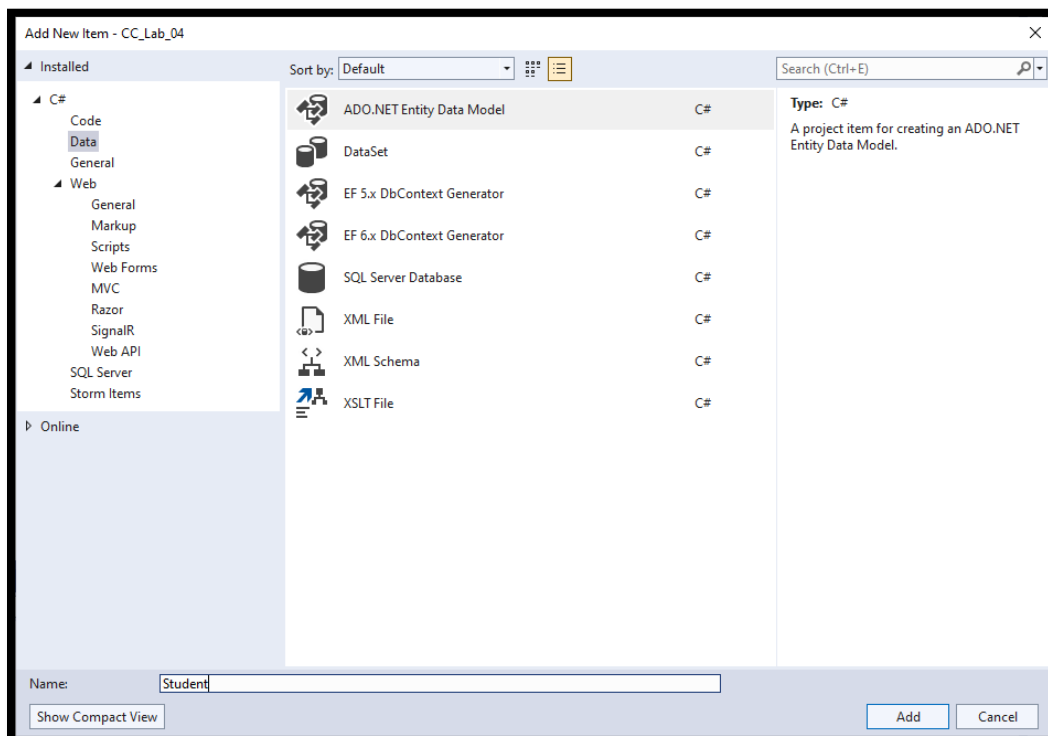 Add New Item - CC_Lab_04
Installed
Sort by: Default
Search (Ctrl+E)
C#
Code
Data
General
Web
General
Markup
Scripts
Web Forms
MVC
Razor
SignalR
Web API
SQL Server
Storm Items
Online
ADO.NET Entity Data Model C#
DataSet C#
EF 5.x DbContext Generator C#
EF 6.x DbContext Generator C#
SQL Server Database C#
XML File C#
XML Schema C#
XSLT File C#
Type: C#
A project item for creating an ADO.NET
Entity Data Model.
Name: Student
Show Compact View
Add Cancel